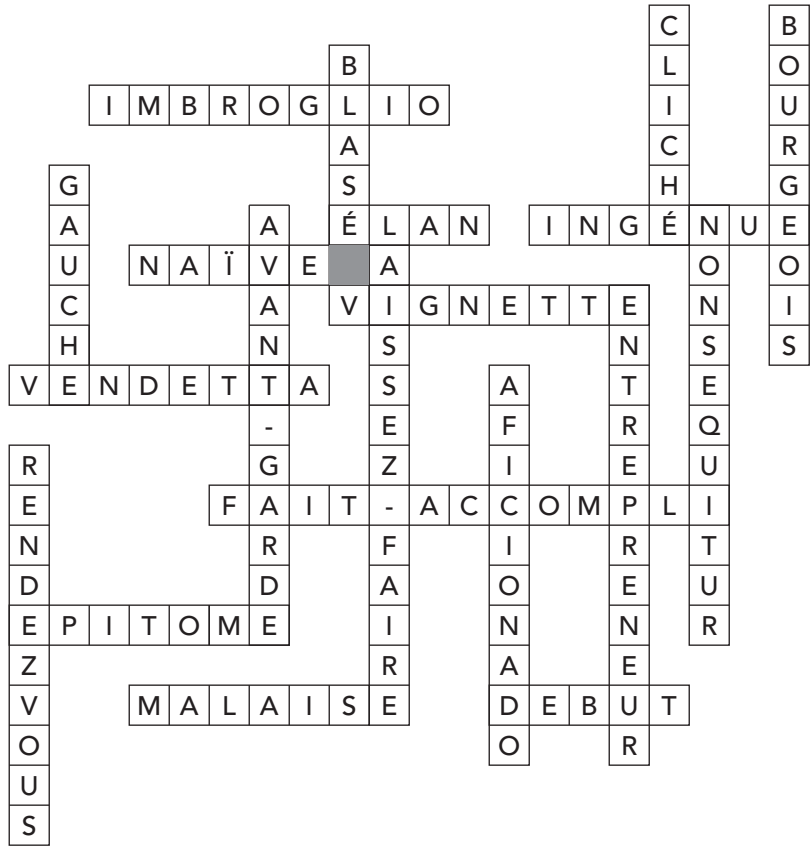 CLICHÉ
BOURGEOIS
BLASÉ
IMBROGLIO
GAUCHE
AVANT-GARDE
ÉLAN
INGÉNUE
NONSEQUITUR
NAÏVE
LAISSEZ-FAIRE
VIGNETTE
ENTREPRENEUR
VENDETTA
AFICIONADO
RENDEZVOUS
FAIT-ACCOMPLI
EPITOME
MALAISE
DEBUT